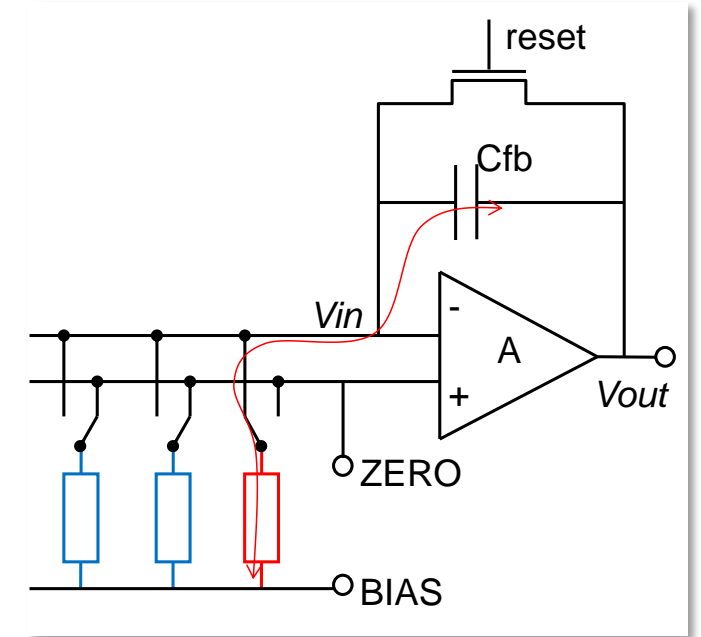 reset
Cfb
Vin
-
A
+
Vout
ZERO
BIAS